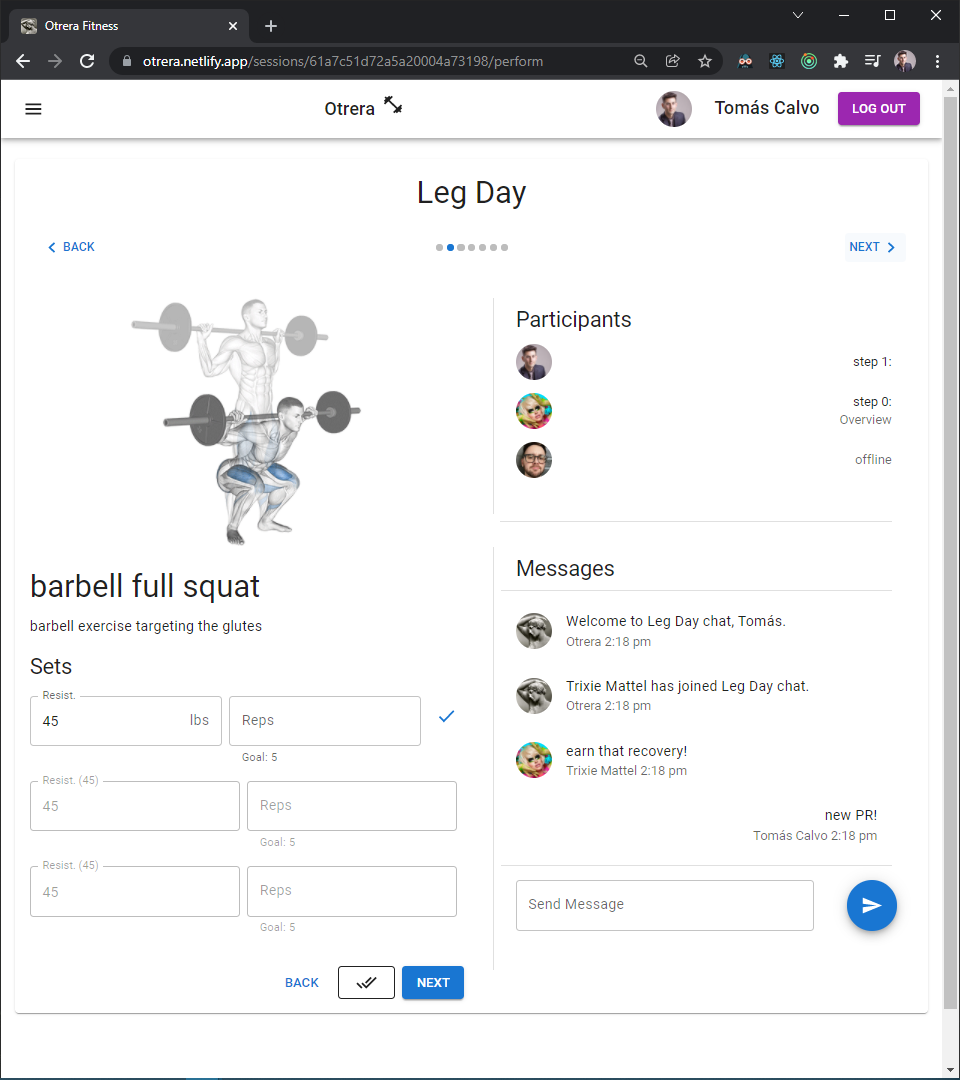 Otrera Fitness
otrera.netlify.app/sessions/61a7c51d72a5a20004a73198/perform
Otrera
Tomás Calvo
LOG OUT
Leg Day
BACK
NEXT
barbell full squat
barbell exercise targeting the glutes
Sets
Resist.
45 lbs
Reps
Goal: 5
Resist. (45)
45
Reps
Goal: 5
Resist. (45)
45
Reps
Goal: 5
BACK
NEXT
Participants
step 1:
step 0:
Overview
offline
Messages
Welcome to Leg Day chat, Tomás.
Otrera 2:18 pm
Trixie Mattel has joined Leg Day chat.
Otrera 2:18 pm
earn that recovery!
Trixie Mattel 2:18 pm
new PR!
Tomás Calvo 2:18 pm
Send Message